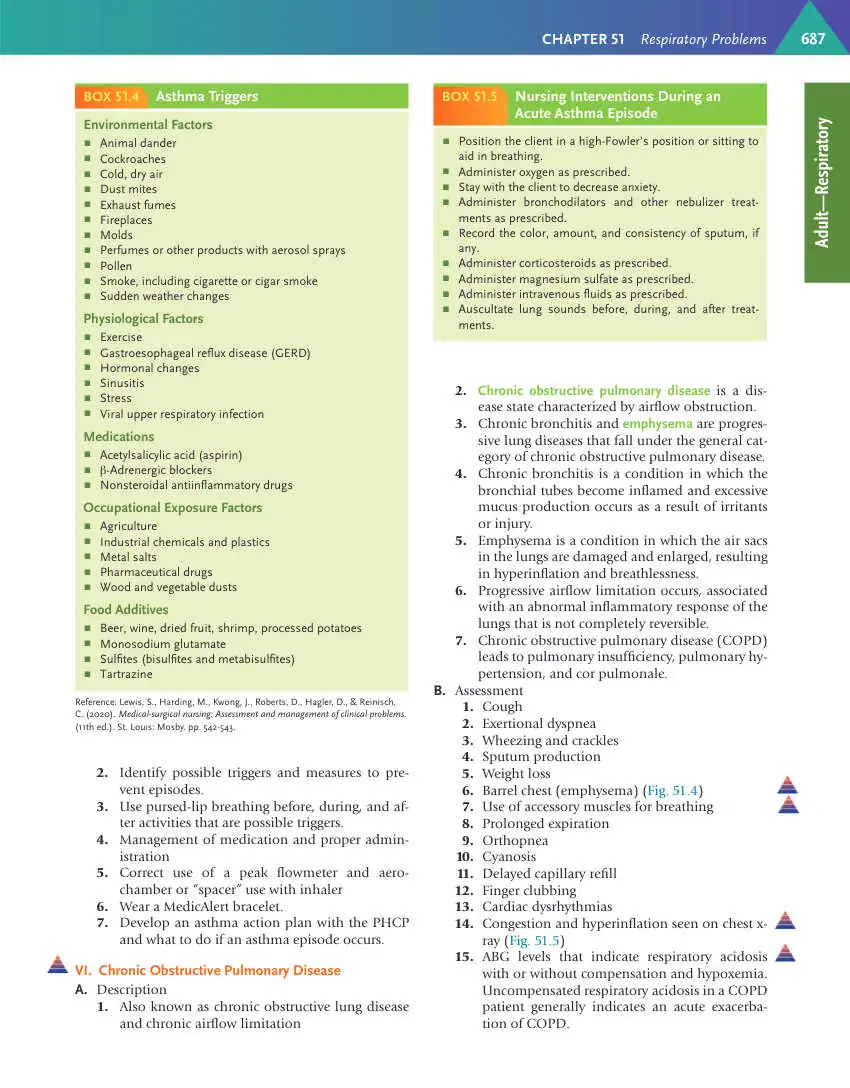 CHAPTER 51 Respiratory Problems 687
BOX 51.4 Asthma Triggers
Environmental Factors
■ Animal dander
■ Cockroaches
■ Cold, dry air
■ Dust mites
■ Exhaust fumes
■ Fireplaces
■ Molds
■ Perfumes or other products with aerosol sprays
■ Pollen
■ Smoke, including cigarette or cigar smoke
■ Sudden weather changes
Physiological Factors
■ Exercise
■ Gastroesophageal reflux disease (GERD)
■ Hormonal changes
■ Sinusitis
■ Stress
■ Viral upper respiratory infection
Medications
■ Acetylsalicylic acid (aspirin)
■ β-Adrenergic blockers
■ Nonsteroidal antiinflammatory drugs
Occupational Exposure Factors
■ Agriculture
■ Industrial chemicals and plastics
■ Metal salts
■ Pharmaceutical drugs
■ Wood and vegetable dusts
Food Additives
■ Beer, wine, dried fruit, shrimp, processed potatoes
■ Monosodium glutamate
■ Sulfites (bisulfites and metabisulfites)
■ Tartrazine
Reference: Lewis, S., Harding, M., Kwong, J., Roberts, D., Hagler, D., & Reinisch,
C. (2020). Medical-surgical nursing: Assessment and management of clinical problems.
(11th ed.). St. Louis: Mosby. pp. 542-543.
2. Identify possible triggers and measures to pre-
vent episodes.
3. Use pursed-lip breathing before, during, and af-
ter activities that are possible triggers.
4. Management of medication and proper admin-
istration
5. Correct use of a peak flowmeter and aero-
chamber or “spacer” use with inhaler
6. Wear a MedicAlert bracelet.
7. Develop an asthma action plan with the PHCP
and what to do if an asthma episode occurs.
VI. Chronic Obstructive Pulmonary Disease
A. Description
1. Also known as chronic obstructive lung disease
and chronic airflow limitation
BOX 51.5 Nursing Interventions During an
Acute Asthma Episode
■ Position the client in a high-Fowler’s position or sitting to
aid in breathing.
■ Administer oxygen as prescribed.
■ Stay with the client to decrease anxiety.
■ Administer bronchodilators and other nebulizer treat-
ments as prescribed.
■ Record the color, amount, and consistency of sputum, if
any.
■ Administer corticosteroids as prescribed.
■ Administer magnesium sulfate as prescribed.
■ Administer intravenous fluids as prescribed.
■ Auscultate lung sounds before, during, and after treat-
ments.
2. Chronic obstructive pulmonary disease is a dis-
ease state characterized by airflow obstruction.
3. Chronic bronchitis and emphysema are progres-
sive lung diseases that fall under the general cat-
egory of chronic obstructive pulmonary disease.
4. Chronic bronchitis is a condition in which the
bronchial tubes become inflamed and excessive
mucus production occurs as a result of irritants
or injury.
5. Emphysema is a condition in which the air sacs
in the lungs are damaged and enlarged, resulting
in hyperinflation and breathlessness.
6. Progressive airflow limitation occurs, associated
with an abnormal inflammatory response of the
lungs that is not completely reversible.
7. Chronic obstructive pulmonary disease (COPD)
leads to pulmonary insufficiency, pulmonary hy-
pertension, and cor pulmonale.
B. Assessment
1. Cough
2. Exertional dyspnea
3. Wheezing and crackles
4. Sputum production
5. Weight loss
6. Barrel chest (emphysema) (Fig. 51.4)
7. Use of accessory muscles for breathing
8. Prolonged expiration
9. Orthopnea
10. Cyanosis
11. Delayed capillary refill
12. Finger clubbing
13. Cardiac dysrhythmias
14. Congestion and hyperinflation seen on chest x-
ray (Fig. 51.5)
15. ABG levels that indicate respiratory acidosis
with or without compensation and hypoxemia.
Uncompensated respiratory acidosis in a COPD
patient generally indicates an acute exacerba-
tion of COPD.
Adult—Respiratory